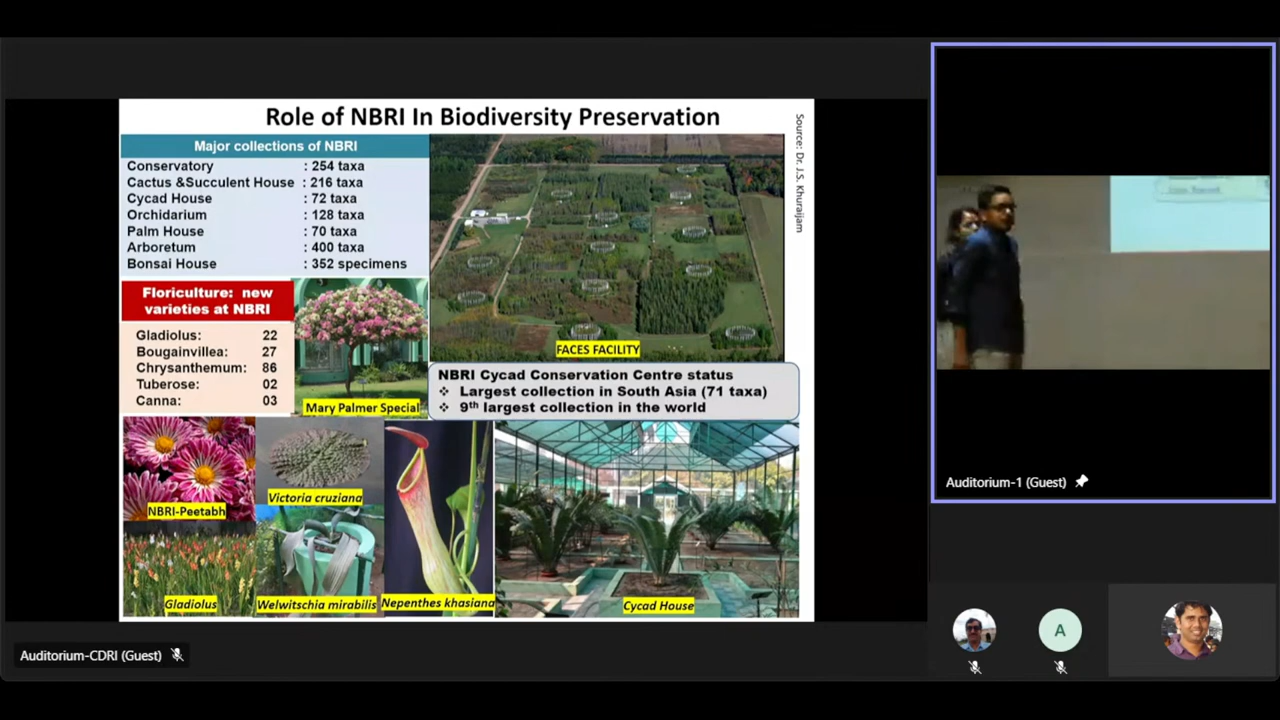 Role of NBRI In Biodiversity Preservation
Source: Dr. J.S. Khuraijam
Major collections of NBRI
Conservatory : 254 taxa
Cactus &Succulent House : 216 taxa
Cycad House : 72 taxa
Orchidarium : 128 taxa
Palm House : 70 taxa
Arboretum : 400 taxa
Bonsai House : 352 specimens
Floriculture: new
varieties at NBRI
Gladiolus: 22
Bougainvillea: 27
Chrysanthemum: 86
Tuberose: 02
Canna: 03
Mary Palmer Special
FACES FACILITY
NBRI Cycad Conservation Centre status
❖ Largest collection in South Asia (71 taxa)
❖ 9th largest collection in the world
NBRI-Peetabh
Victoria cruziana
Gladiolus
Welwitschia mirabilis
Nepenthes khasiana
Cycad House
Auditorium-CDRI (Guest)
Auditorium-1 (Guest)
A